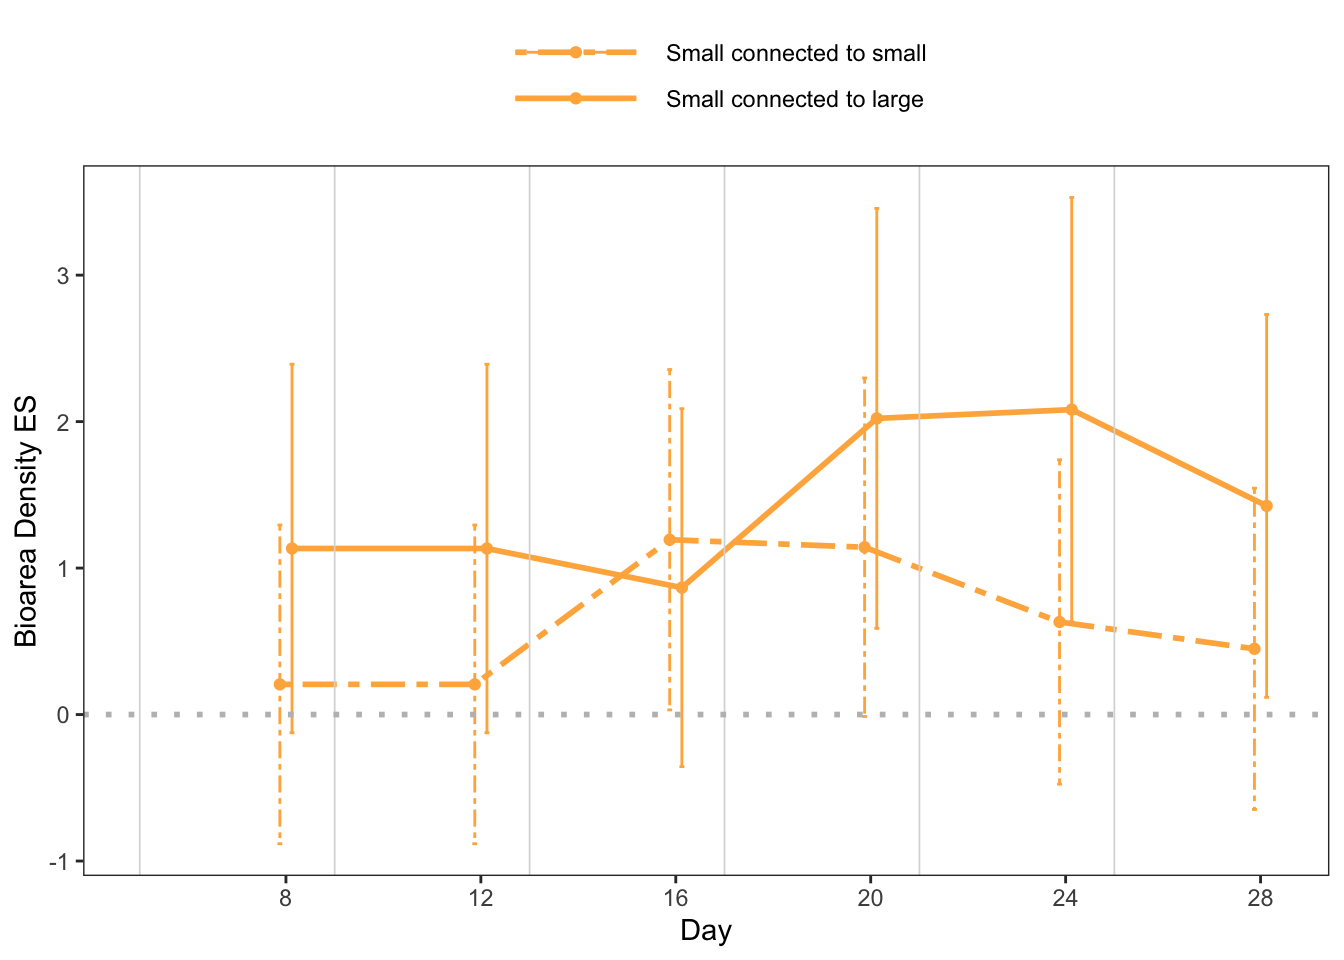 Small connected to small
Small connected to large
Bioarea Density ES
3
2
1
0
-1
8 12 16 20 24 28
Day